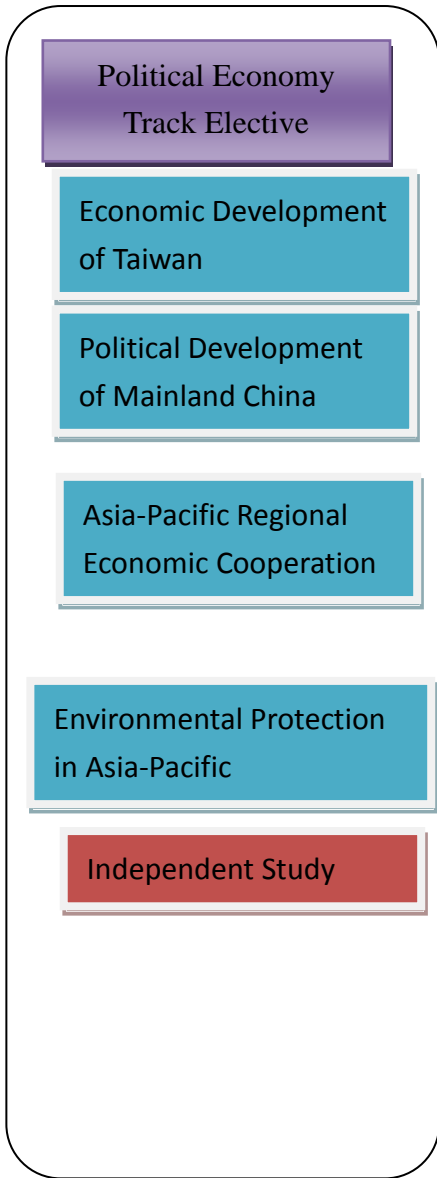 Political Economy
Track Elective
Economic Development
of Taiwan
Political Development
of Mainland China
Asia-Pacific Regional
Economic Cooperation
Environmental Protection
in Asia-Pacific
Independent Study